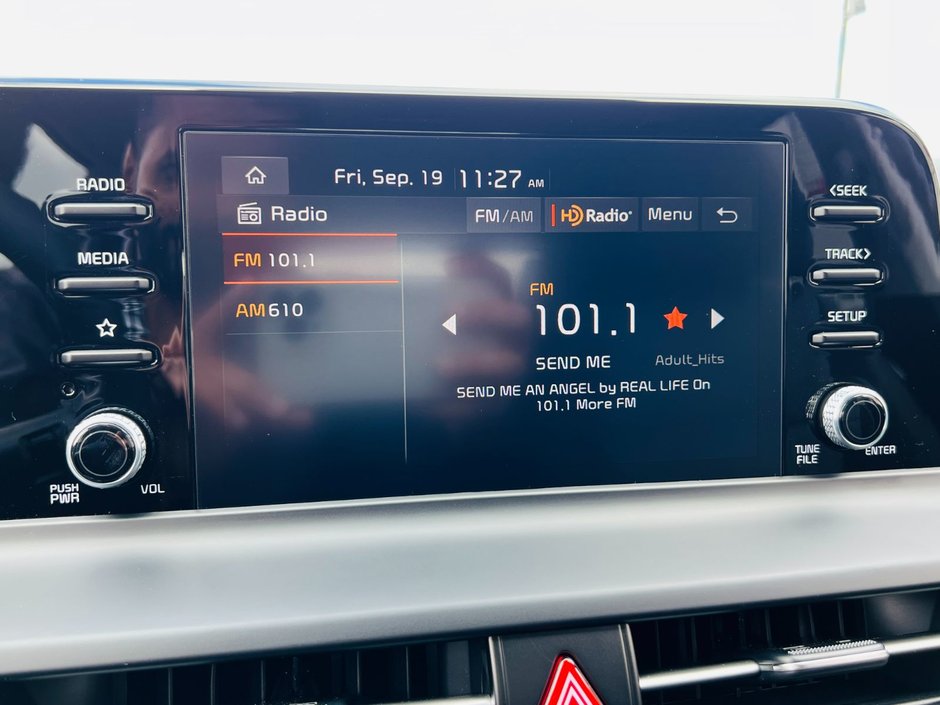 RADIO
MEDIA
PUSH
PWR
VOL
Fri, Sep. 19 11:27 AM
Radio FM/AM HD Radio® Menu
FM 101.1
AM 610
FM
101.1
SEND ME Adult_Hits
SEND ME AN ANGEL by REAL LIFE On
101.1 More FM
<SEEK
TRACK>
SETUP
TUNE
FILE
ENTER